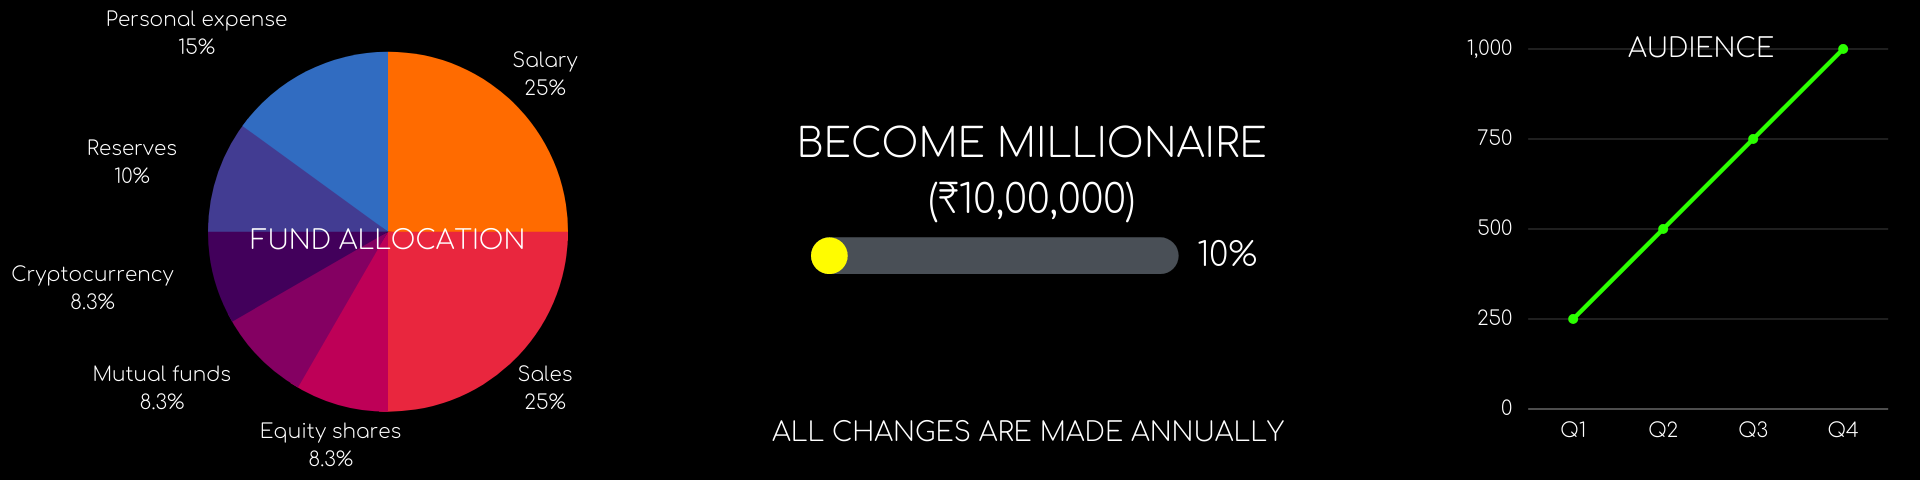 Personal expense
15%
Salary
25%
Reserves
10%
FUND ALLOCATION
Cryptocurrency
8.3%
Mutual funds
8.3%
Sales
25%
Equity shares
8.3%
BECOME MILLIONAIRE
(₹10,00,000)
10%
ALL CHANGES ARE MADE ANNUALLY
AUDIENCE
1,000
750
500
250
0
Q1 Q2 Q3 Q4